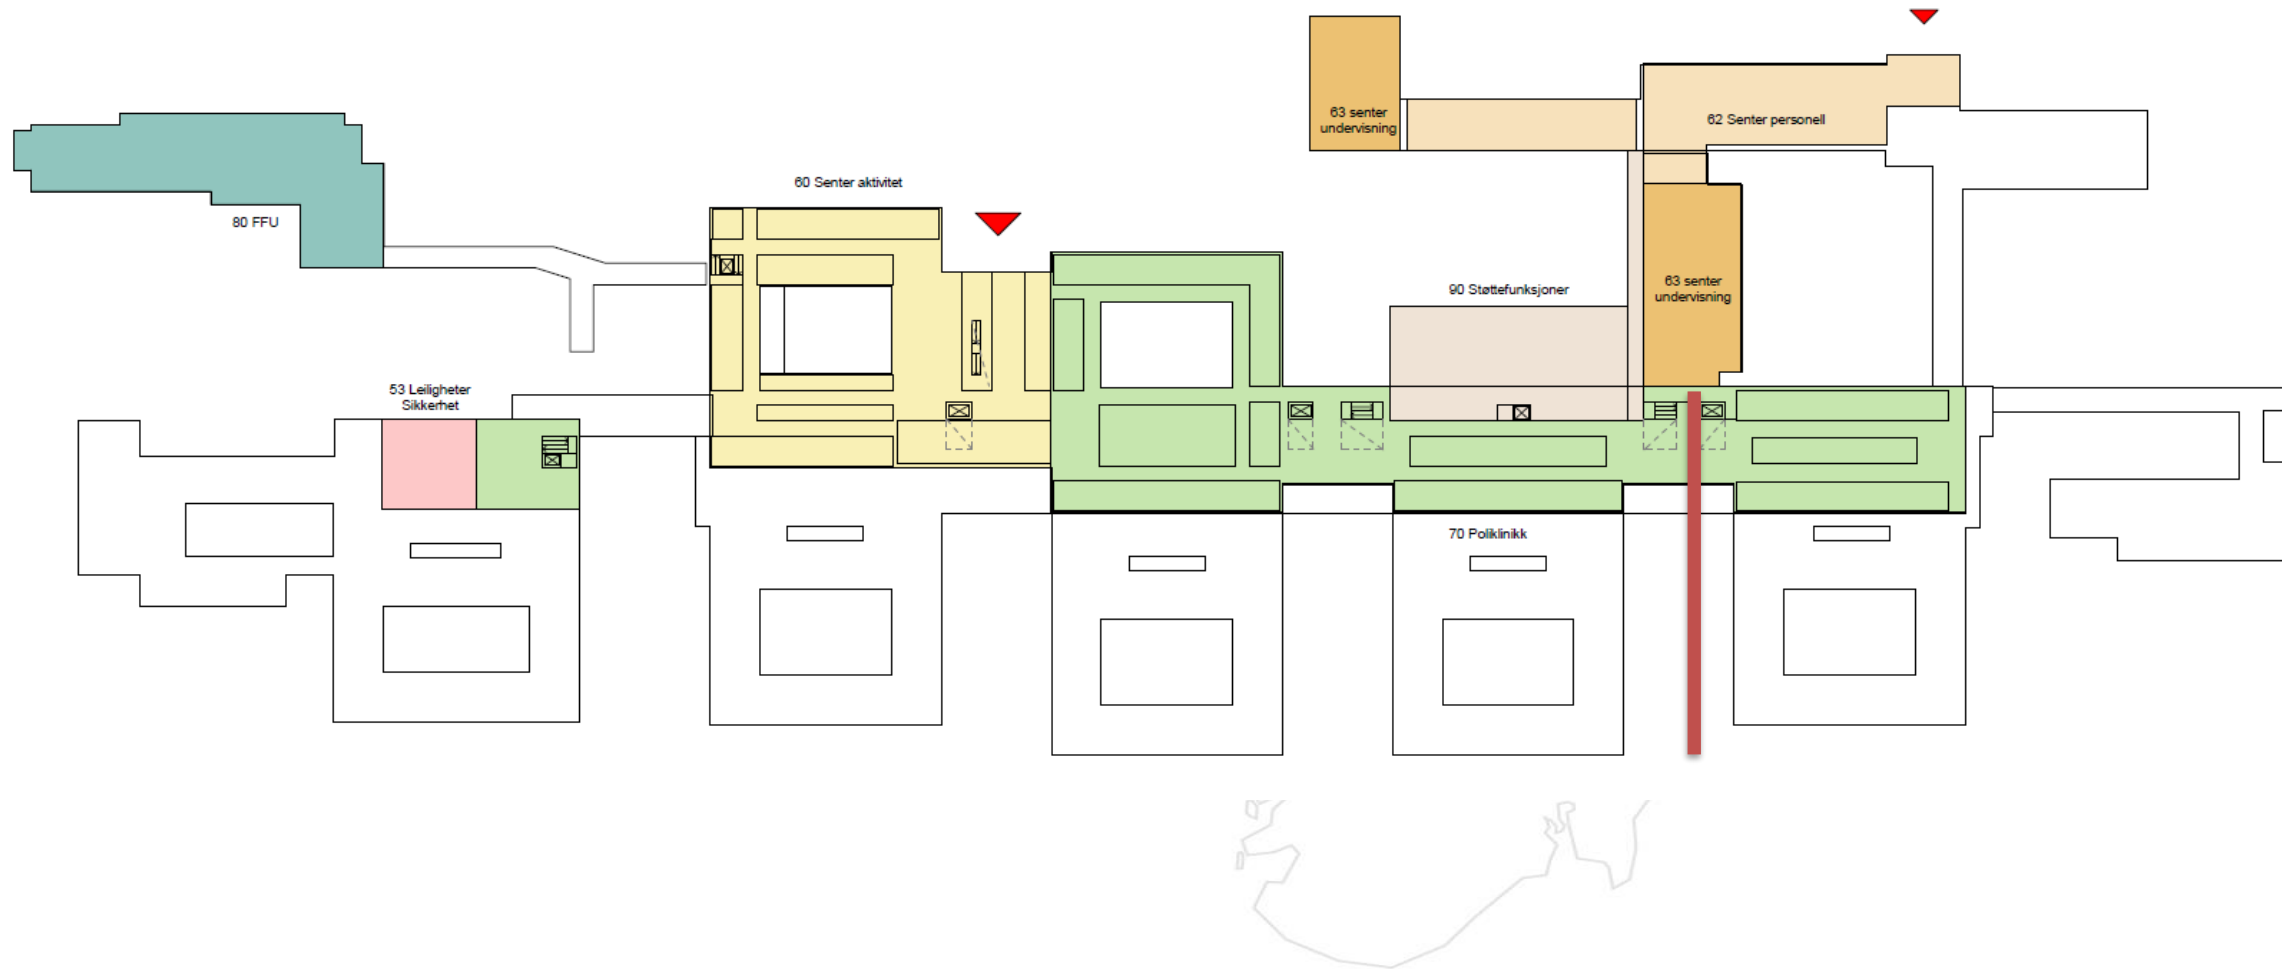 63 senter
undervisning
62 Senter personell
60 Senter aktivitet
80 FFU
63 senter
undervisning
90 Støttefunksjoner
53 Leiligheter
Sikkerhet
70 Poliklinikk